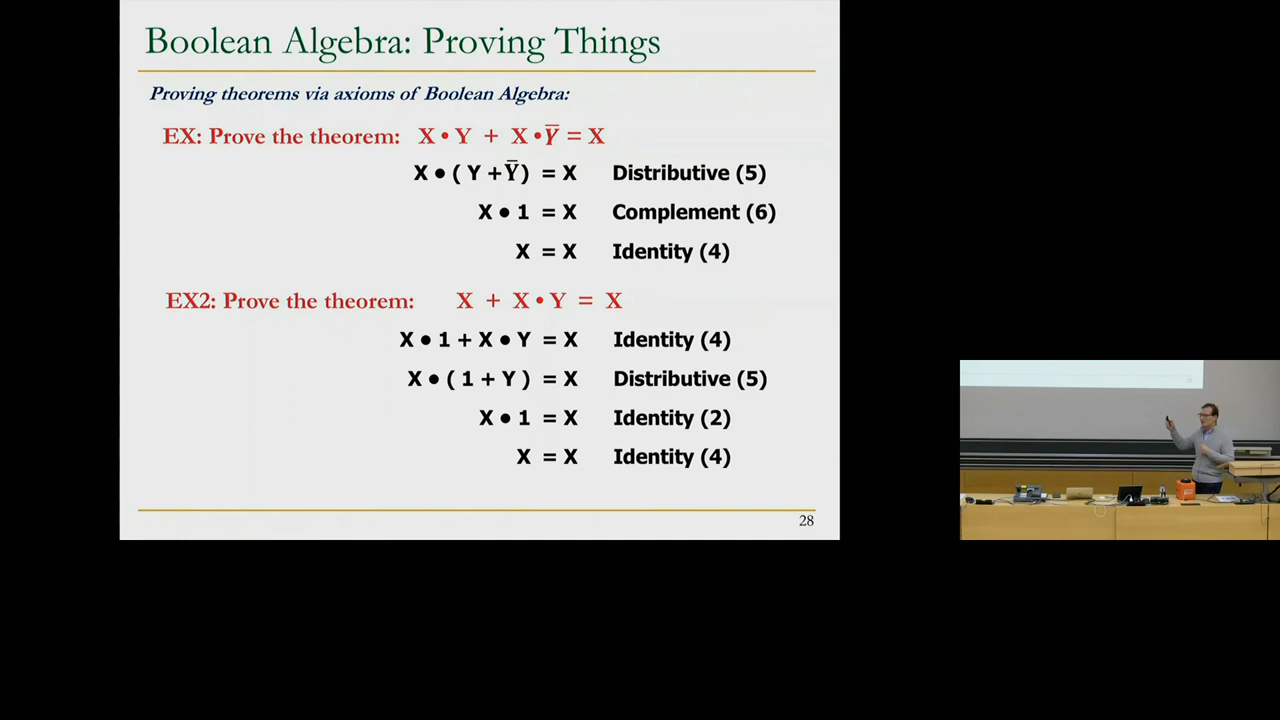 Boolean Algebra: Proving Things
Proving theorems via axioms of Boolean Algebra:
EX: Prove the theorem: X • Y + X • Y̅ = X
X • ( Y + Y̅ ) = X Distributive (5)
X • 1 = X Complement (6)
X = X Identity (4)
EX2: Prove the theorem: X + X • Y = X
X • 1 + X • Y = X Identity (4)
X • ( 1 + Y ) = X Distributive (5)
X • 1 = X Identity (2)
X = X Identity (4)
28